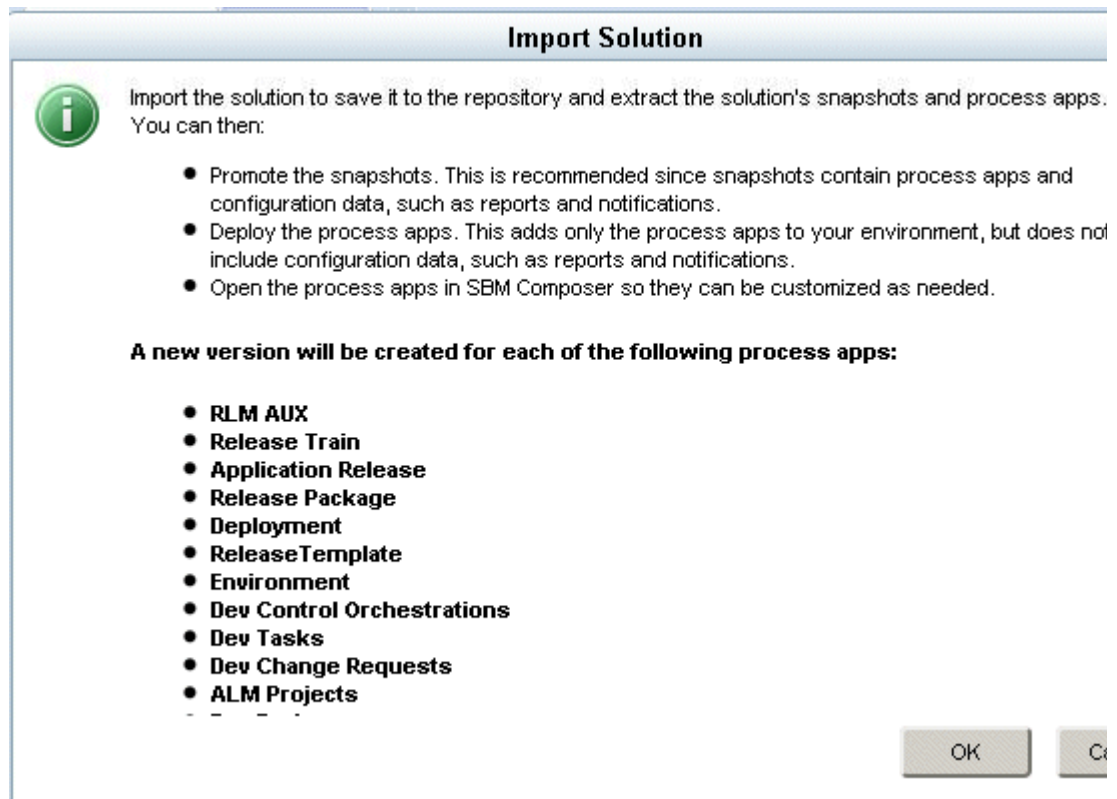 Import Solution
Import the solution to save it to the repository and extract the solution's snapshots and process apps.
You can then:
● Promote the snapshots. This is recommended since snapshots contain process apps and
configuration data, such as reports and notifications.
● Deploy the process apps. This adds only the process apps to your environment, but does not
include configuration data, such as reports and notifications.
● Open the process apps in SBM Composer so they can be customized as needed.
A new version will be created for each of the following process apps:
● RLM AUX
● Release Train
● Application Release
● Release Package
● Deployment
● ReleaseTemplate
● Environment
● Dev Control Orchestrations
● Dev Tasks
● Dev Change Requests
● ALM Projects
OK